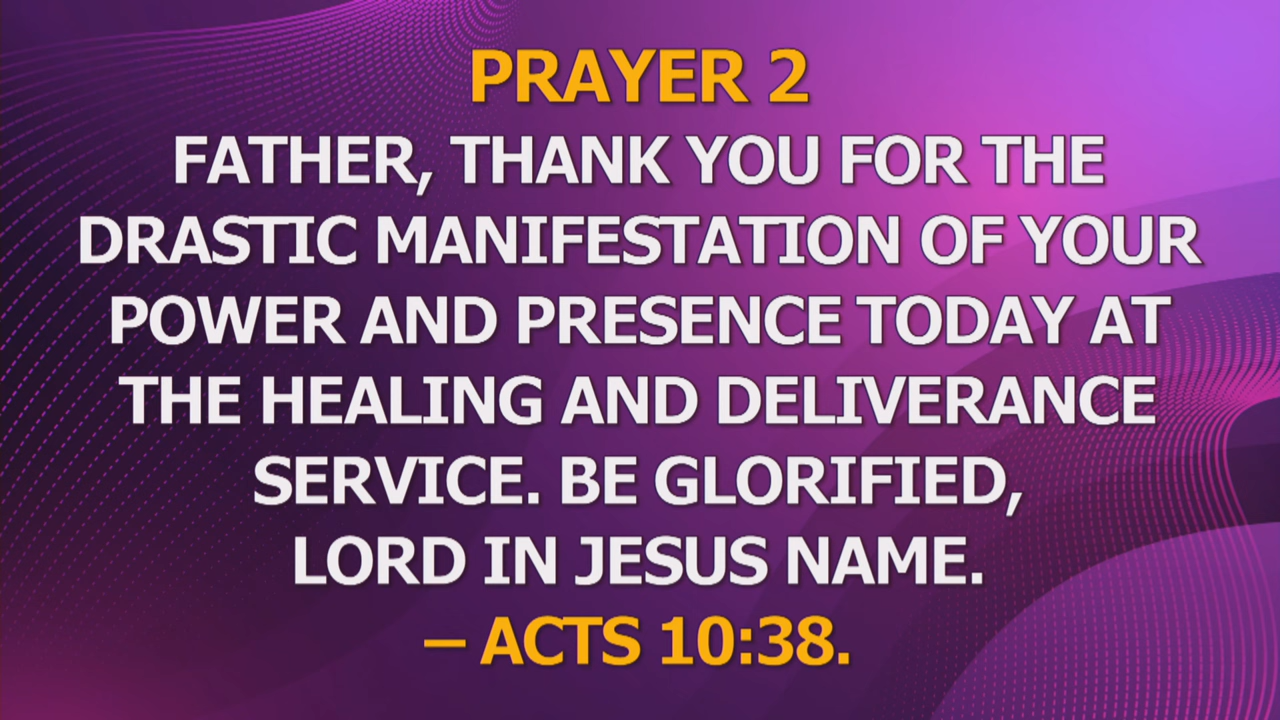 PRAYER 2
FATHER, THANK YOU FOR THE
DRASTIC MANIFESTATION OF YOUR
POWER AND PRESENCE TODAY AT
THE HEALING AND DELIVERANCE
SERVICE. BE GLORIFIED,
LORD IN JESUS NAME.
– ACTS 10:38.